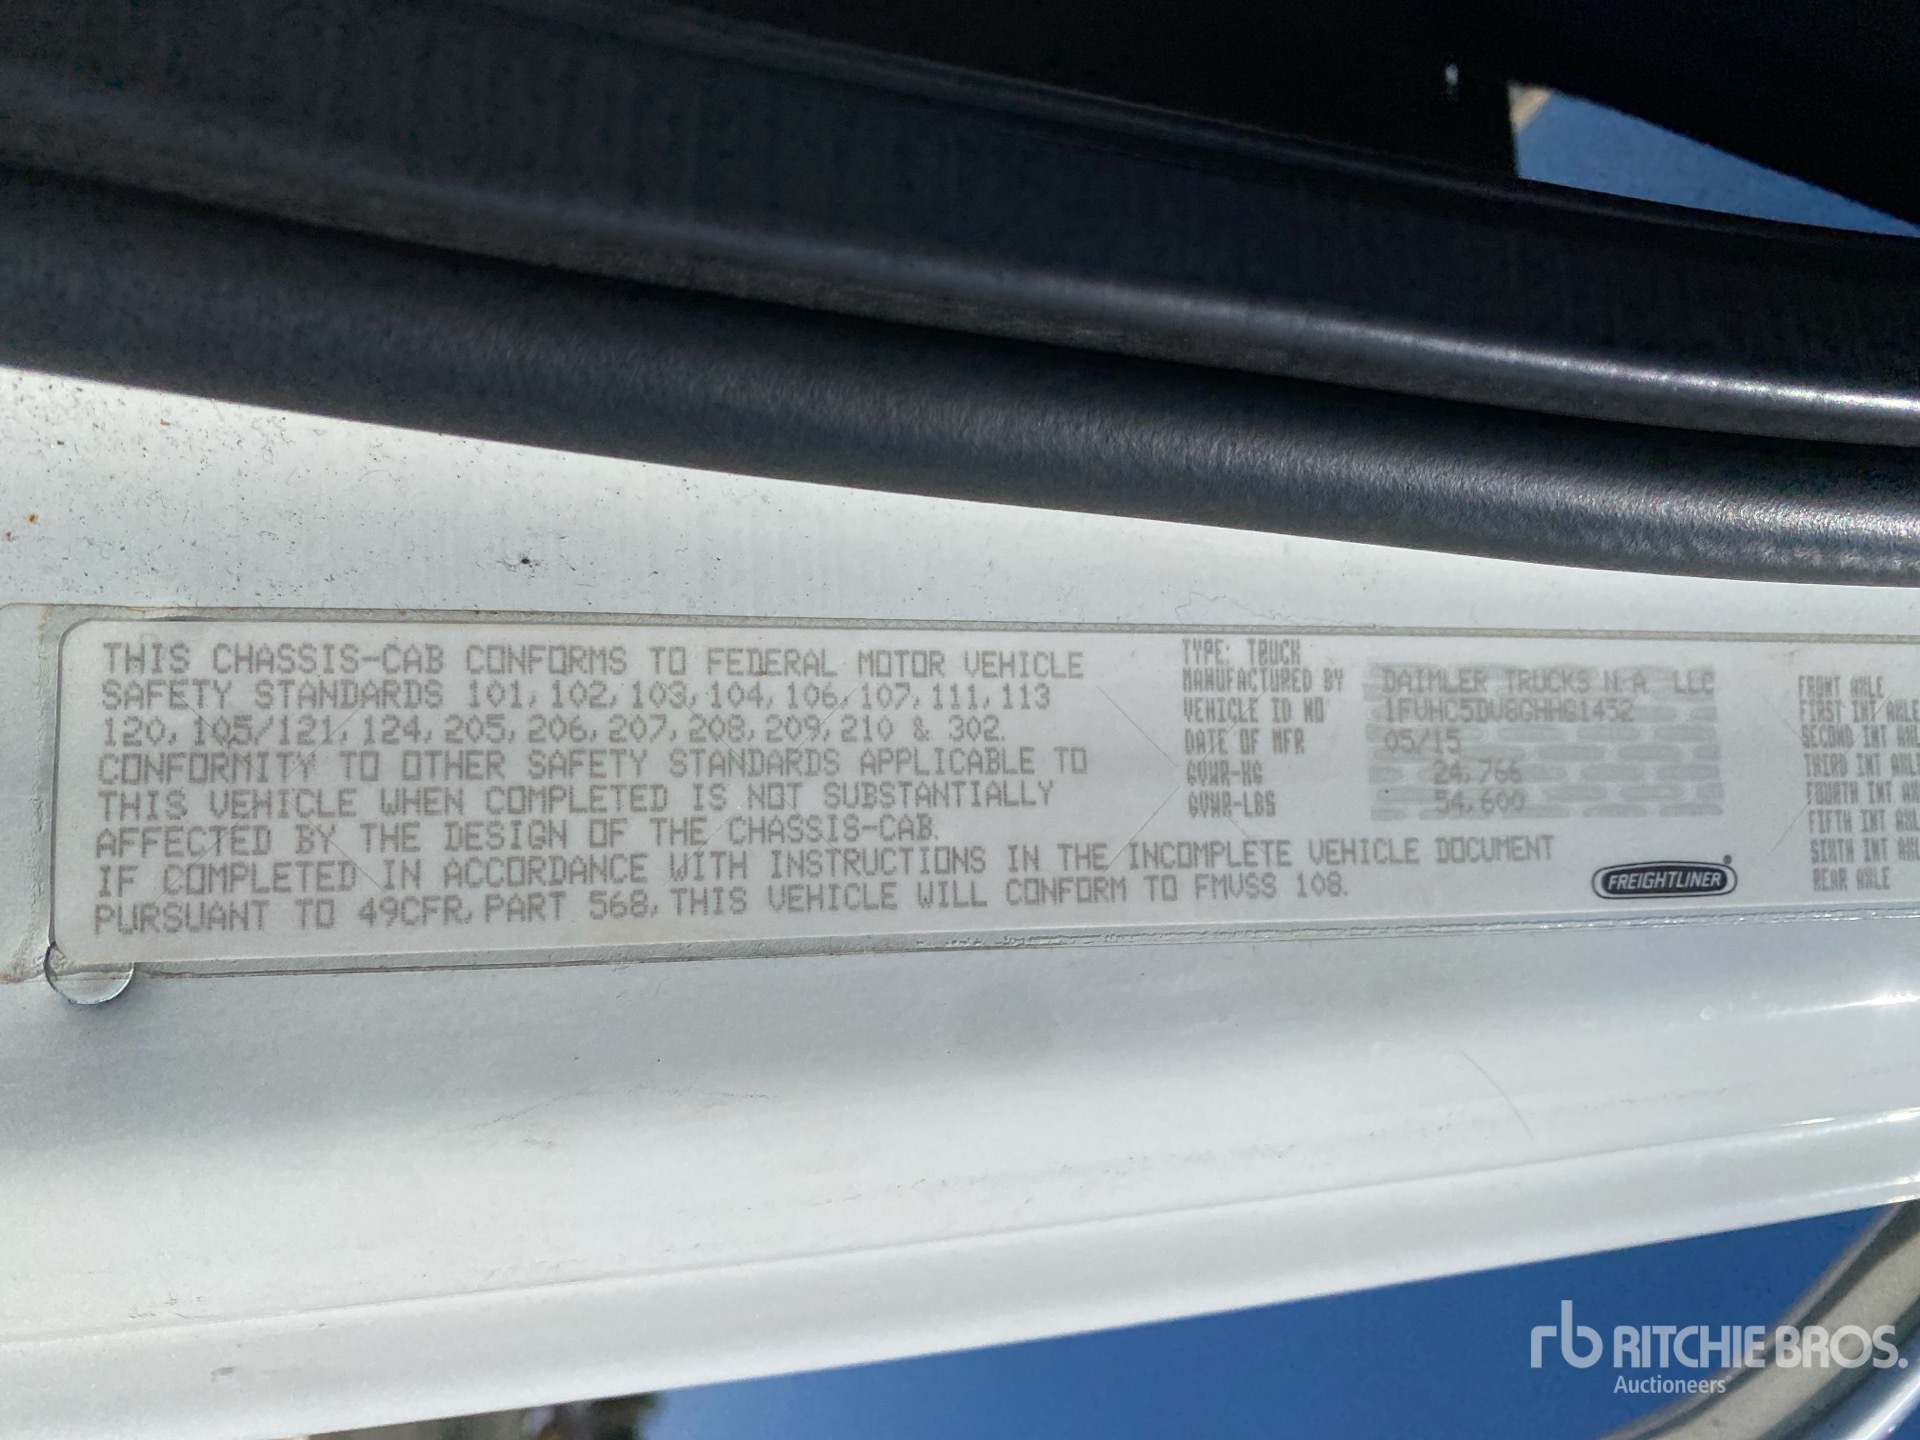 THIS CHASSIS-CAB CONFORMS TO FEDERAL MOTOR VEHICLE
SAFETY STANDARDS 101, 102, 103, 104, 106, 107, 111, 113
120, 105/121, 124, 205, 206, 207, 208, 209, 210 & 302.
CONFORMITY TO OTHER SAFETY STANDARDS APPLICABLE TO
THIS VEHICLE WHEN COMPLETED IS NOT SUBSTANTIALLY
AFFECTED BY THE DESIGN OF THE CHASSIS-CAB.
IF COMPLETED IN ACCORDANCE WITH INSTRUCTIONS IN THE INCOMPLETE VEHICLE DOCUMENT
PURSUANT TO 49CFR, PART 568, THIS VEHICLE WILL CONFORM TO FMVSS 108.
TYPE: TRUCK
MANUFACTURED BY DAIMLER TRUCKS N A LLC
VEHICLE ID NO 1FVHC5DV8GHHG1452
DATE OF MFR 05/15
GVWR-KG 24,766
GVWR-LBS 54,600
FREIGHTLINER
FRONT AXLE
FIRST INT AXLE
SECOND INT AXL
THIRD INT AXLE
FOURTH INT AX
FIFTH INT AXL
SIXTH INT AXL
REAR AXLE
rb RITCHIE BROS.
Auctioneers